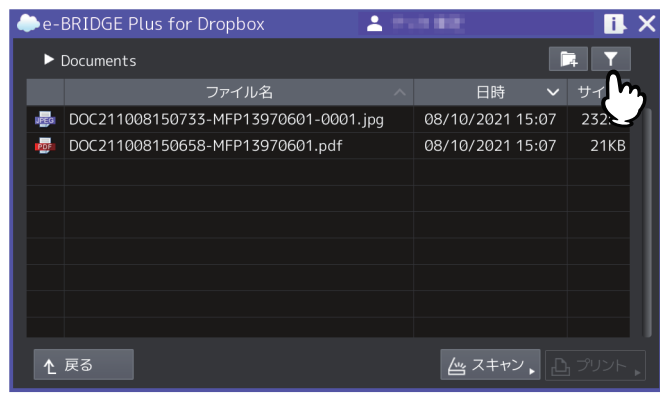 e-BRIDGE Plus for Dropbox
Documents
ファイル名 日時
JPEG DOC211008150733-MFP13970601-0001.jpg 08/10/2021 15:07
PDF DOC211008150658-MFP13970601.pdf 08/10/2021 15:07 21KB
戻る スキャン プリント